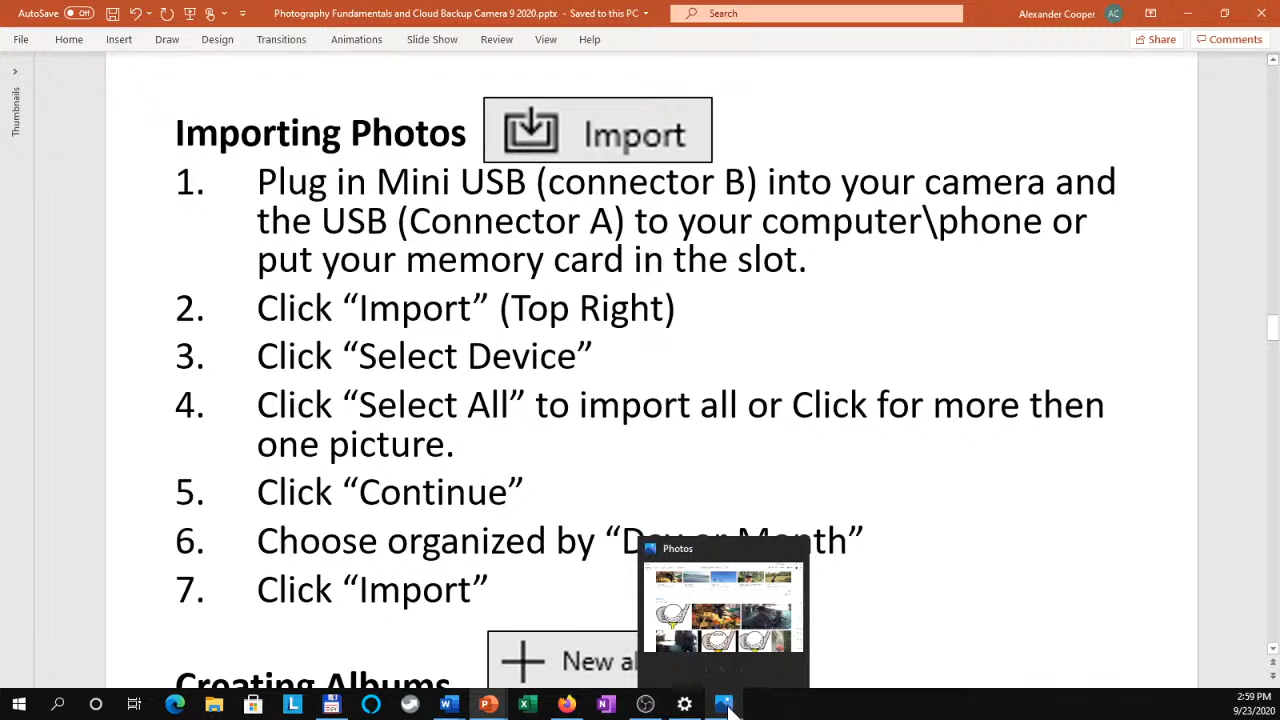 AutoSave Off Photography Fundamentals and Cloud Backup Camera 9 2020.pptx - Saved to this PC Search Alexander Cooper AC
File Home Insert Draw Design Transitions Animations Slide Show Review View Help Share Comments
Thumbnails
Importing Photos Import
1. Plug in Mini USB (connector B) into your camera and
the USB (Connector A) to your computer\phone or
put your memory card in the slot.
2. Click “Import” (Top Right)
3. Click “Select Device”
4. Click “Select All” to import all or Click for more then
one picture.
5. Click “Continue”
6. Choose organized by “Day or Month”
Photos
7. Click “Import”
Creating Albums New al
2:59 PM
9/23/2020